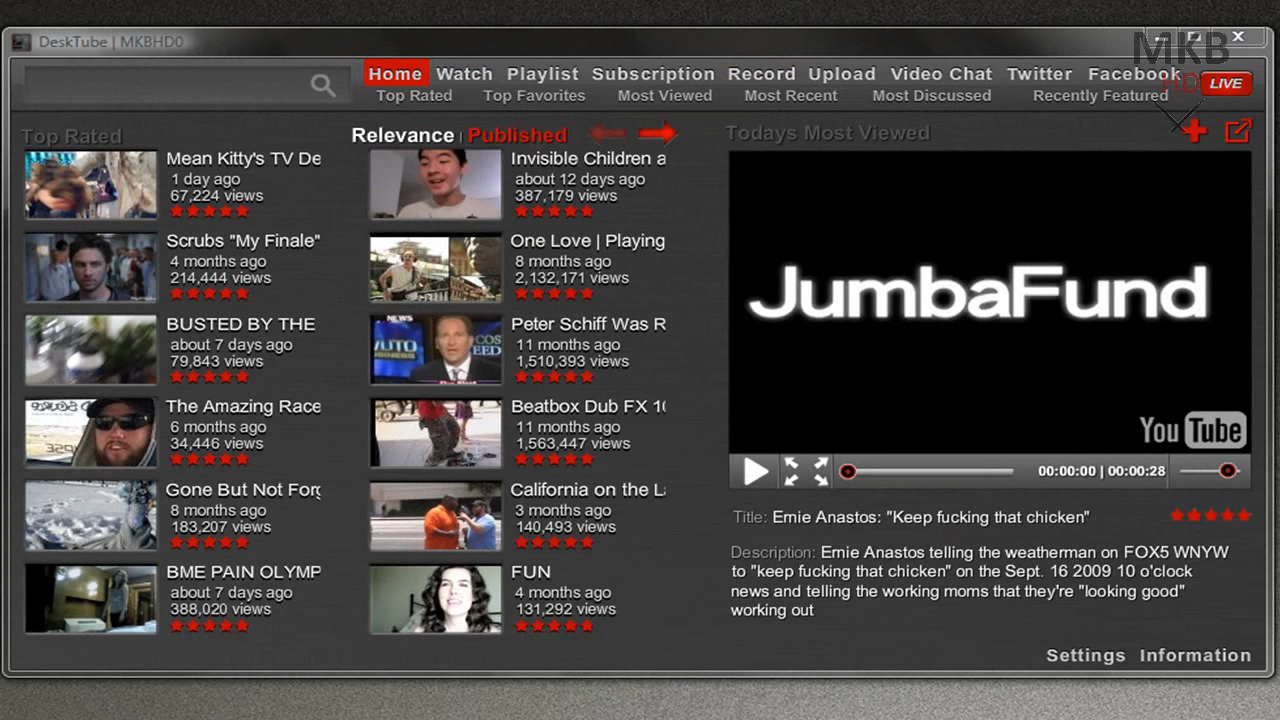 DeskTube | MKBHD0
MKB
HD
Home Watch Playlist Subscription Record Upload Video Chat Twitter Facebook LIVE
Top Rated Top Favorites Most Viewed Most Recent Most Discussed Recently Featured
Top Rated
Relevance | Published
Todays Most Viewed
Mean Kitty's TV De
1 day ago
67,224 views
Scrubs "My Finale"
4 months ago
214,444 views
BUSTED BY THE
about 7 days ago
79,843 views
The Amazing Race
6 months ago
34,446 views
Gone But Not Forg
8 months ago
183,207 views
BME PAIN OLYMP
about 7 days ago
388,020 views
Invisible Children a
about 12 days ago
387,179 views
One Love | Playing
8 months ago
2,132,171 views
NEWS
AUTO
BUSINESS
Peter Schiff Was R
11 months ago
1,510,393 views
Beatbox Dub FX 10
11 months ago
1,563,447 views
California on the La
3 months ago
140,493 views
FUN
4 months ago
131,292 views
JumbaFund
You Tube
00:00:00 | 00:00:28
Title: Ernie Anastos: "Keep fucking that chicken"
Description: Ernie Anastos telling the weatherman on FOX5 WNYW
to "keep fucking that chicken" on the Sept. 16 2009 10 o'clock
news and telling the working moms that they're "looking good"
working out
Settings Information